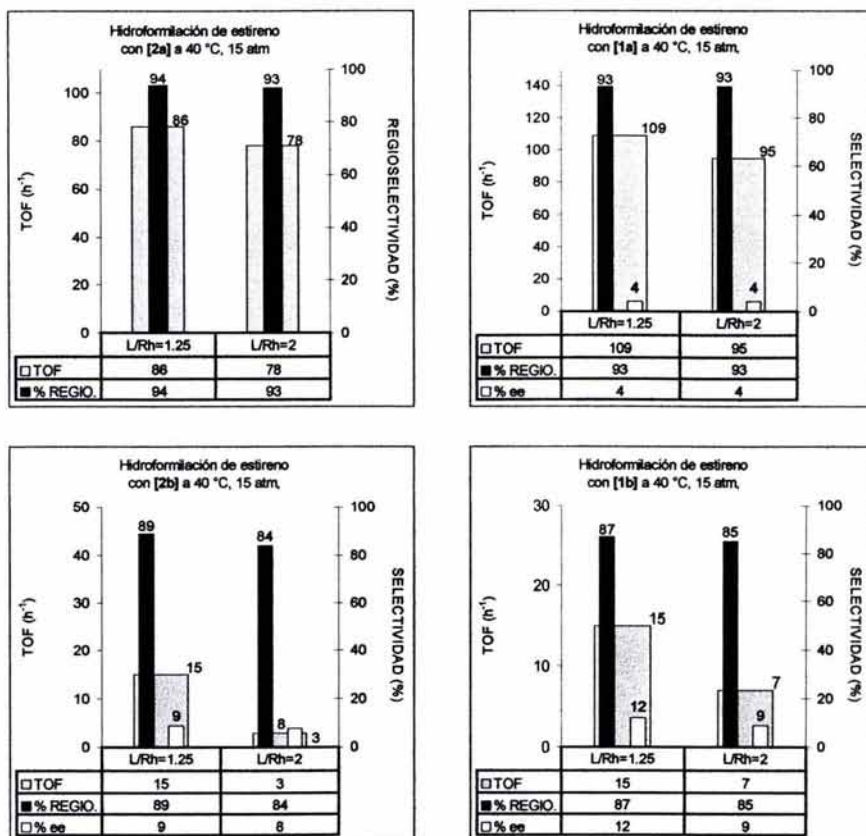 Hidroformilación de estireno
con [2a] a 40 °C, 15 atm
TOF (h⁻¹)
100
80
60
40
20
0
94
86
93
78
100
80
60
40
20
0
REGIOSELECTIVIDAD (%)
L/Rh=1.25 L/Rh=2
TOF 86 78
% REGIO. 94 93
Hidroformilación de estireno
con [1a] a 40 °C, 15 atm,
TOF (h⁻¹)
140
120
100
80
60
40
20
0
93
109
4
93
95
4
100
80
60
40
20
0
SELECTIVIDAD (%)
L/Rh=1.25 L/Rh=2
TOF 109 95
% REGIO. 93 93
% ee 4 4
Hidroformilación de estireno
con [2b] a 40 °C, 15 atm,
TOF (h⁻¹)
50
40
30
20
10
0
89
15
9
84
8
3
100
80
60
40
20
0
SELECTIVIDAD (%)
L/Rh=1.25 L/Rh=2
TOF 15 3
% REGIO. 89 84
% ee 9 8
Hidroformilación de estireno
con [1b] a 40 °C, 15 atm,
TOF (h⁻¹)
30
20
10
0
87
15
12
85
7
9
100
80
60
40
20
0
SELECTIVIDAD (%)
L/Rh=1.25 L/Rh=2
TOF 15 7
% REGIO. 87 85
% ee 12 9